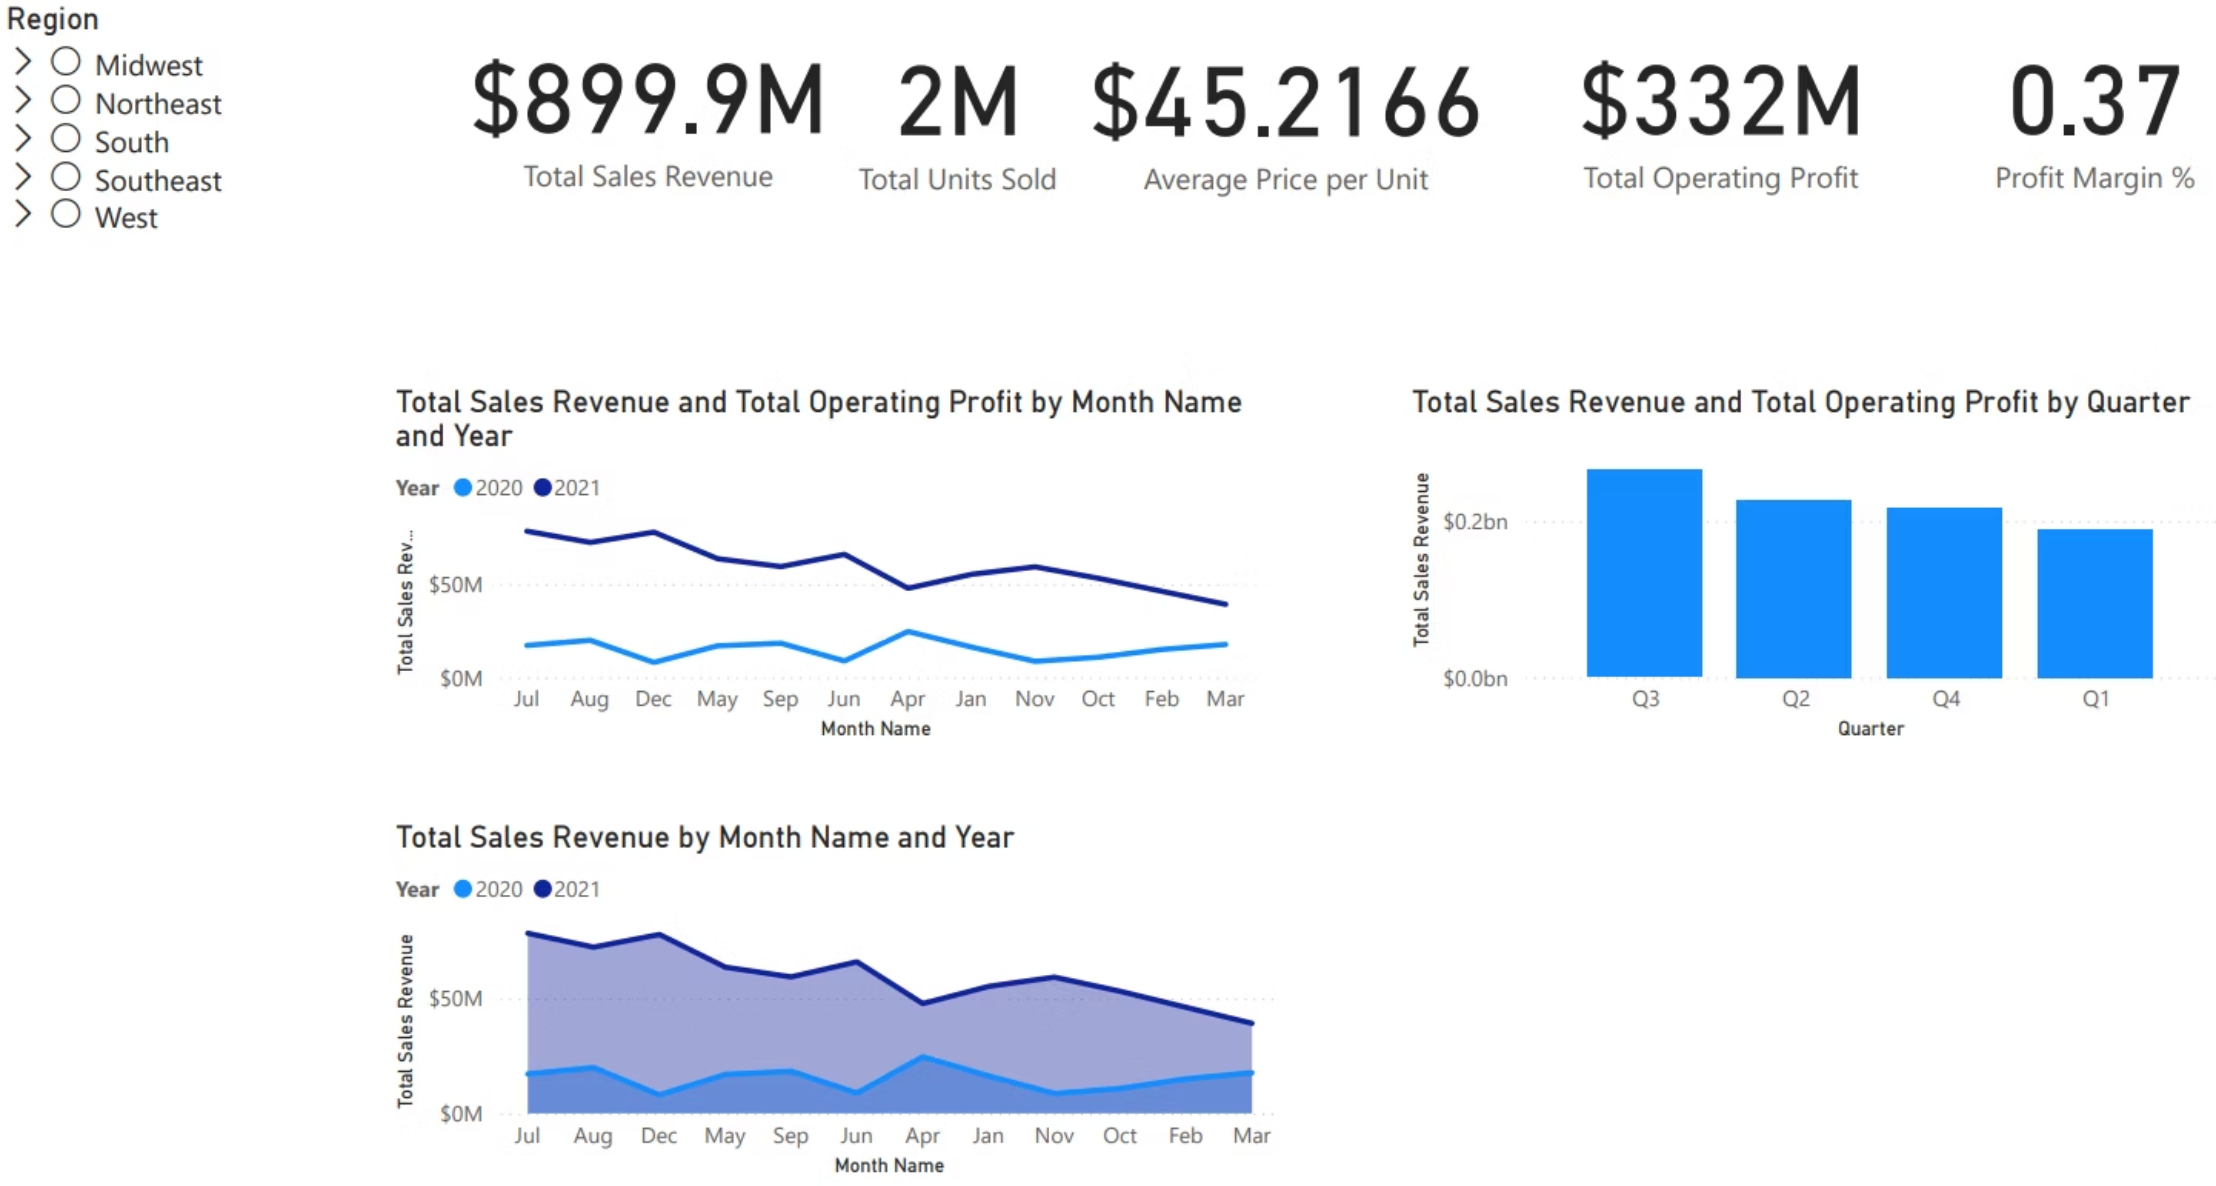 Region
Midwest
Northeast
South
Southeast
West
$899.9M
Total Sales Revenue
2M
Total Units Sold
$45.2166
Average Price per Unit
$332M
Total Operating Profit
0.37
Profit Margin %
Total Sales Revenue and Total Operating Profit by Month Name
and Year
Year 2020 2021
Total Sales Rev...
$50M
$0M
Jul Aug Dec May Sep Jun Apr Jan Nov Oct Feb Mar
Month Name
Total Sales Revenue and Total Operating Profit by Quarter
Total Sales Revenue
$0.2bn
$0.0bn
Q3 Q2 Q4 Q1
Quarter
Total Sales Revenue by Month Name and Year
Year 2020 2021
Total Sales Revenue
$50M
$0M
Jul Aug Dec May Sep Jun Apr Jan Nov Oct Feb Mar
Month Name